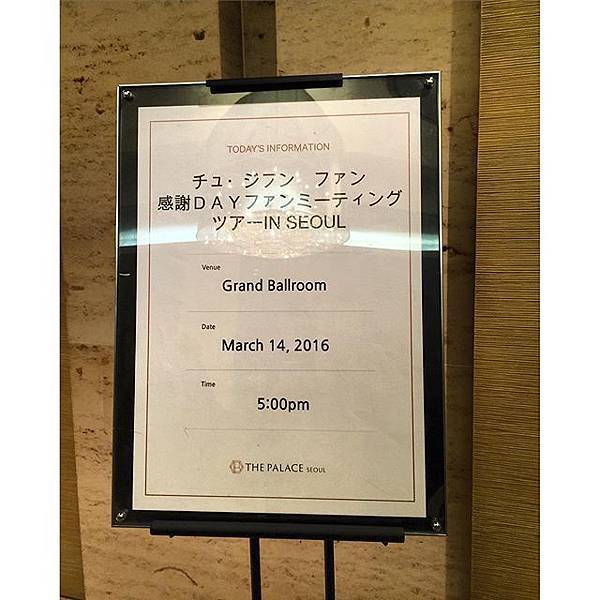 TODAY'S INFORMATION
チュ・ジフン ファン
感謝DAYファンミーティング
ツアーIN SEOUL
Venue
Grand Ballroom
Date
March 14, 2016
Time
5:00pm
THE PALACE SEOUL